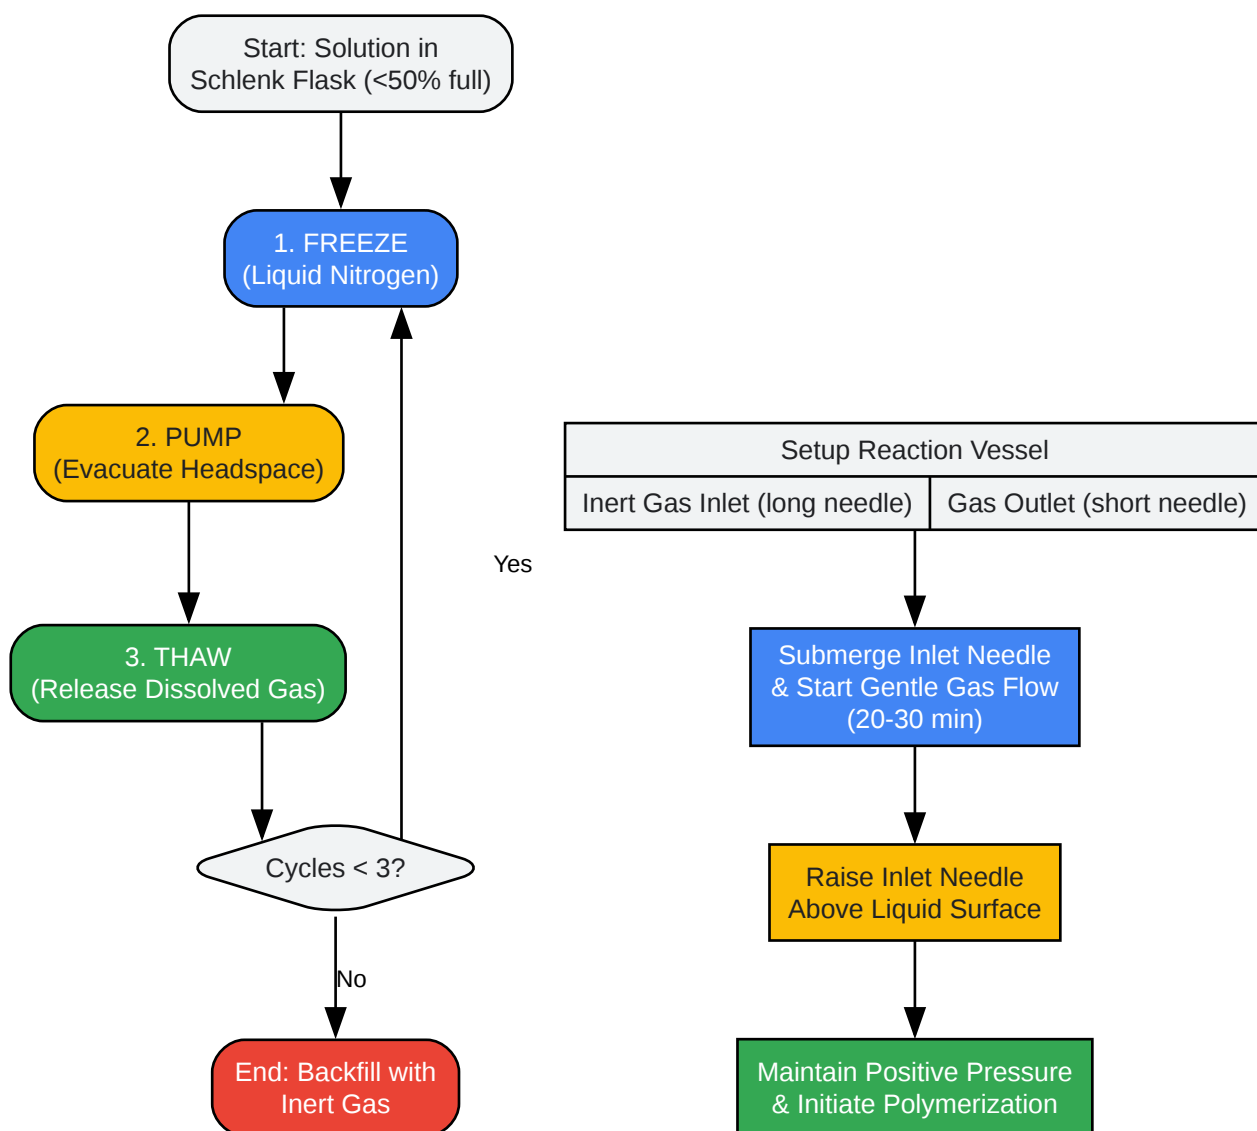 Start: Solution in
Schlenk Flask (<50% full)
1. FREEZE
(Liquid Nitrogen)
2. PUMP
(Evacuate Headspace)
3. THAW
(Release Dissolved Gas)
Cycles < 3?
Yes
No
End: Backfill with
Inert Gas
Setup Reaction Vessel
Inert Gas Inlet (long needle)
Gas Outlet (short needle)
Submerge Inlet Needle
& Start Gentle Gas Flow
(20-30 min)
Raise Inlet Needle
Above Liquid Surface
Maintain Positive Pressure
& Initiate Polymerization